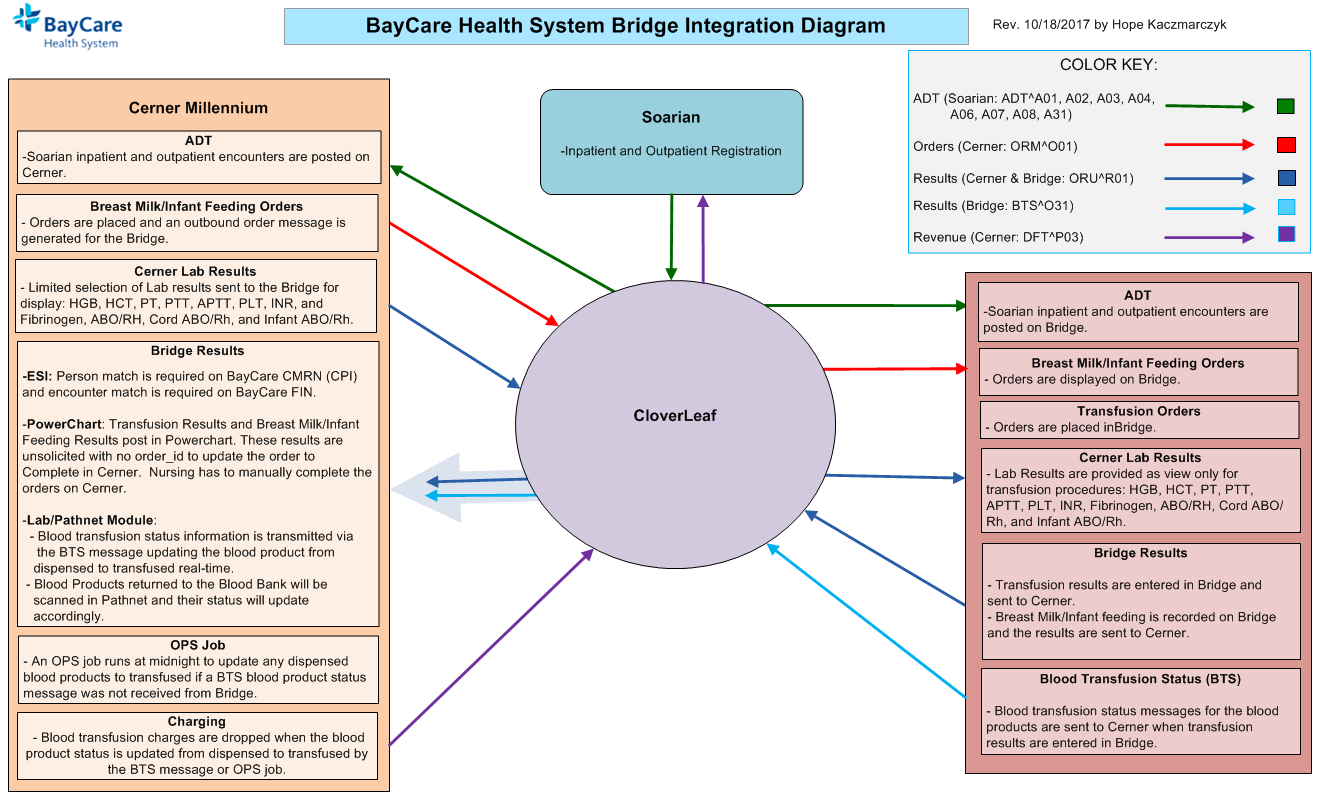 BayCare
Health System
BayCare Health System Bridge Integration Diagram
Rev. 10/18/2017 by Hope Kaczmarczyk
COLOR KEY:
ADT (Soarian: ADT^A01, A02, A03, A04,
A06, A07, A08, A31)
Orders (Cerner: ORM^O01)
Results (Cerner & Bridge: ORU^R01)
Results (Bridge: BTS^O31)
Revenue (Cerner: DFT^P03)
Cerner Millennium
ADT
-Soarian inpatient and outpatient encounters are posted on
Cerner.
Breast Milk/Infant Feeding Orders
- Orders are placed and an outbound order message is
generated for the Bridge.
Cerner Lab Results
- Limited selection of Lab results sent to the Bridge for
display: HGB, HCT, PT, PTT, APTT, PLT, INR, and
Fibrinogen, ABO/RH, Cord ABO/Rh, and Infant ABO/Rh.
Bridge Results
-ESI: Person match is required on BayCare CMRN (CPI)
and encounter match is required on BayCare FIN.
-PowerChart: Transfusion Results and Breast Milk/Infant
Feeding Results post in Powerchart. These results are
unsolicited with no order_id to update the order to
Complete in Cerner.  Nursing has to manually complete the
orders on Cerner.
-Lab/Pathnet Module:
- Blood transfusion status information is transmitted via
the BTS message updating the blood product from
dispensed to transfused real-time.
- Blood Products returned to the Blood Bank will be
scanned in Pathnet and their status will update
accordingly.
OPS Job
- An OPS job runs at midnight to update any dispensed
blood products to transfused if a BTS blood product status
message was not received from Bridge.
Charging
- Blood transfusion charges are dropped when the blood
product status is updated from dispensed to transfused by
the BTS message or OPS job.
Soarian
-Inpatient and Outpatient Registration
CloverLeaf
ADT
-Soarian inpatient and outpatient encounters are
posted on Bridge.
Breast Milk/Infant Feeding Orders
- Orders are displayed on Bridge.
Transfusion Orders
- Orders are placed inBridge.
Cerner Lab Results
- Lab Results are provided as view only for
transfusion procedures: HGB, HCT, PT, PTT,
APTT, PLT, INR, Fibrinogen, ABO/RH, Cord ABO/
Rh, and Infant ABO/Rh.
Bridge Results
- Transfusion results are entered in Bridge and
sent to Cerner.
- Breast Milk/Infant feeding is recorded on Bridge
and the results are sent to Cerner.
Blood Transfusion Status (BTS)
- Blood transfusion status messages for the blood
products are sent to Cerner when transfusion
results are entered in Bridge.